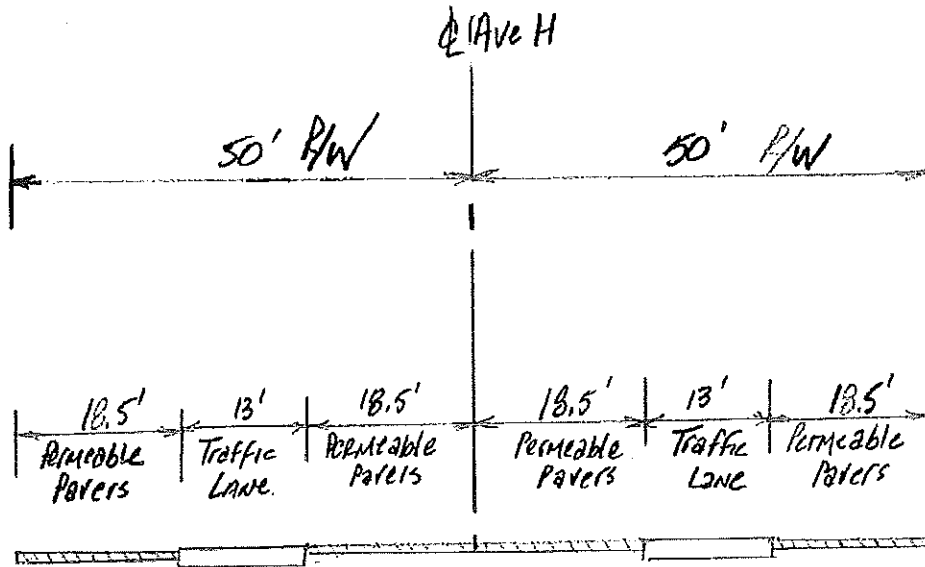 ℄ Ave H
50' R/W 50' R/W
18.5' 13' 18.5' 18.5' 13' 18.5'
Permeable Traffic Permeable Permeable Traffic Permeable
Pavers LANE. Pavers Pavers Lane Pavers